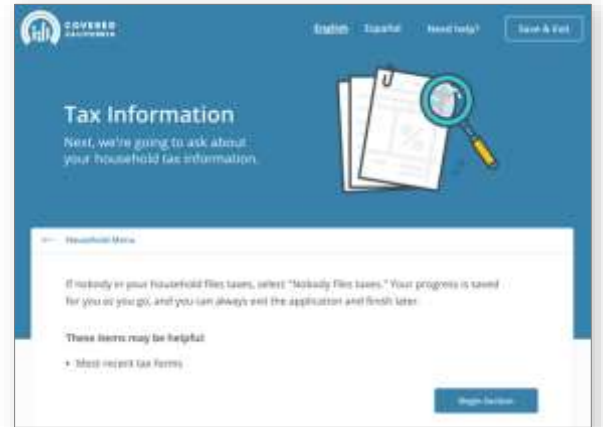 COVERED
CALIFORNIA
English Español Need help? Save & Exit
Tax Information
Next, we're going to ask about
your household tax information.
← Household Menu
If nobody in your household files taxes, select "Nobody files taxes." Your progress is saved
for you as you go, and you can always exit the application and finish later.
These items may be helpful:
• Most recent tax forms
Begin Section